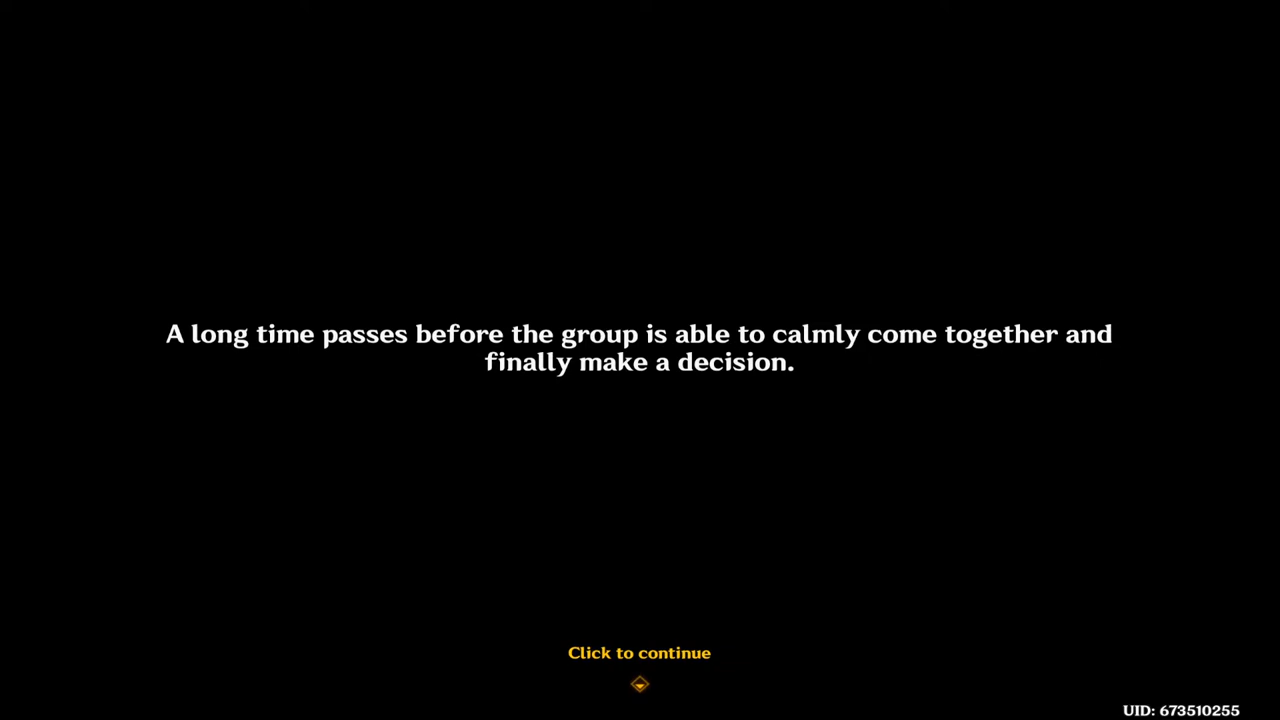 A long time passes before the group is able to calmly come together and
finally make a decision.
Click to continue
UID: 673510255